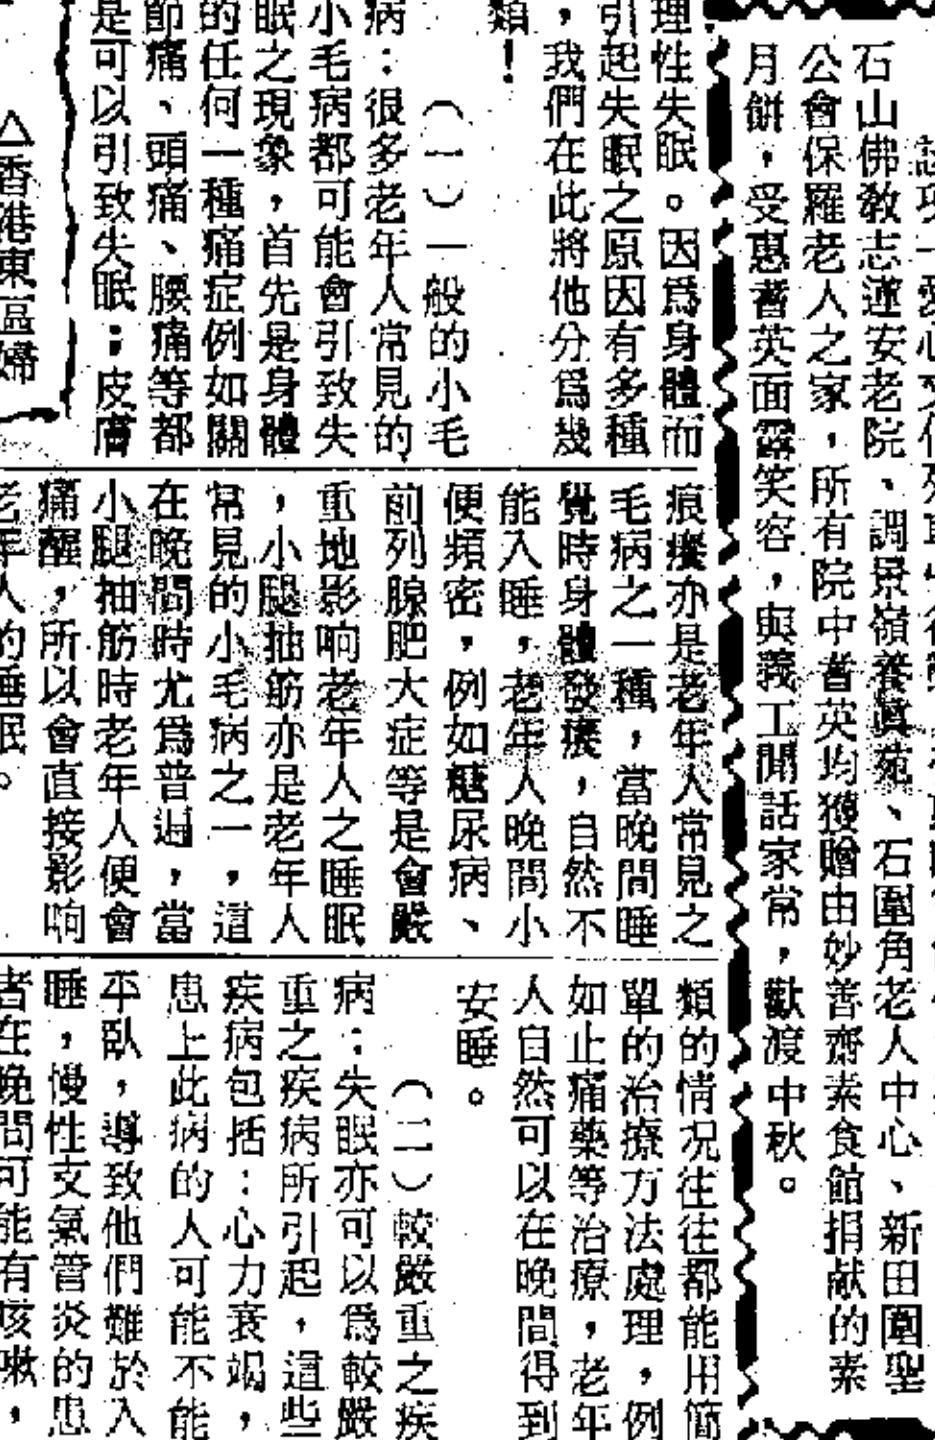 石山佛敎志蓮安老院、調景嶺養眞苑、石圍角老人中心、新田圍聖
公會保羅老人之家，所有院中耆英均獲贈由妙善齋素食館捐献的素
月餅，受惠耆英面露笑容，與義工閒話家常，歡渡中秋。
理性失眠。因爲身體而
引起失眠之原因有多種
，我們在此將他分爲幾
類！
（一）一般的小毛
病：很多老年人常見的
小毛病都可能會引致失
眠之現象，首先是身體
的任何一種痛症例如關
節痛、頭痛、腰痛等都
是可以引致失眠；皮膚
痕癢亦是老年人常見之
毛病之一種，當晚間睡
覺時身體發癢，自然不
能入睡，老年人晚間小
便頻密，例如糖尿病、
前列腺肥大症等是會嚴
重地影响老年人之睡眠
，小腿抽筋亦是老年人
常見的小毛病之一，這
在晚間時尤爲普遍，當
小腿抽筋時老年人便會
痛醒，所以會直接影响
老年人的睡眠。
類的情况往往都能用簡
單的治療方法處理，例
如止痛藥等治療，老年
人自然可以在晚間得到
安睡。
（二）較嚴重之疾
病：失眠亦可以爲較嚴
重之疾病所引起，這些
疾病包括：心力衰竭，
患上此病的人可能不能
平臥，導致他們難於入
睡，慢性支氣管炎的患
者在晚間可能有咳嗽，
△香港東區婦